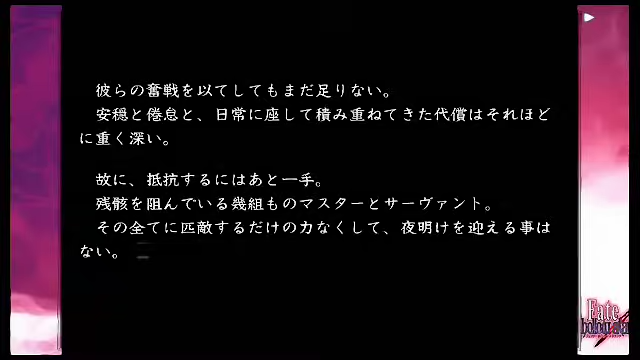 彼らの奮戦を以てしてもまだ足りない。
安穏と倦怠と、日常に座して積み重ねてきた代償はそれほど
に重く深い。
故に、抵抗するにはあと一手。
残骸を阻んでいる幾組ものマスターとサーヴァント。
その全てに匹敵するだけの力なくして、夜明けを迎える事は
ない。
Fate
hollow ataraxia